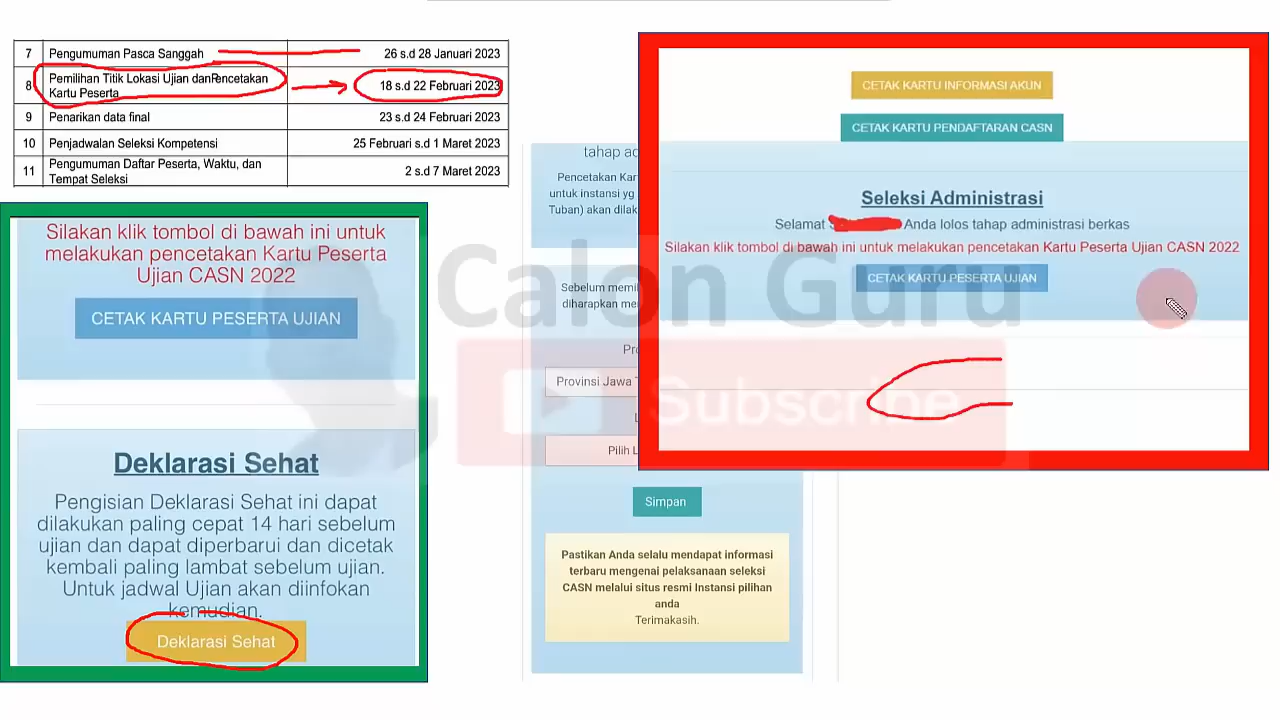 7 Pengumuman Pasca Sanggah 26 s.d 28 Januari 2023
8 Pemilihan Titik Lokasi Ujian dan Pencetakan Kartu Peserta 18 s.d 22 Februari 2023
9 Penarikan data final 23 s.d 24 Februari 2023
10 Penjadwalan Seleksi Kompetensi 25 Februari s.d 1 Maret 2023
11 Pengumuman Daftar Peserta, Waktu, dan Tempat Seleksi 2 s.d 7 Maret 2023
Silakan klik tombol di bawah ini untuk
melakukan pencetakan Kartu Peserta
Ujian CASN 2022
CETAK KARTU PESERTA UJIAN
Deklarasi Sehat
Pengisian Deklarasi Sehat ini dapat
dilakukan paling cepat 14 hari sebelum
ujian dan dapat diperbarui dan dicetak
kembali paling lambat sebelum ujian.
Untuk jadwal Ujian akan diinfokan
kemudian.
Deklarasi Sehat
tahap
Pencetakan
untuk instansi yg
Tuban) akan
Sebelum
diharapkan
Provinsi Jawa
Pilih
Simpan
Pastikan Anda selalu mendapat informasi
terbaru mengenai pelaksanaan seleksi
CASN melalui situs resmi Instansi pilihan
anda
Terimakasih.
CETAK KARTU INFORMASI AKUN
CETAK KARTU PENDAFTARAN CASN
Seleksi Administrasi
Selamat Anda lolos tahap administrasi berkas
Silakan klik tombol di bawah ini untuk melakukan pencetakan Kartu Peserta Ujian CASN 2022
CETAK KARTU PESERTA UJIAN
Calon Guru
Subscribe